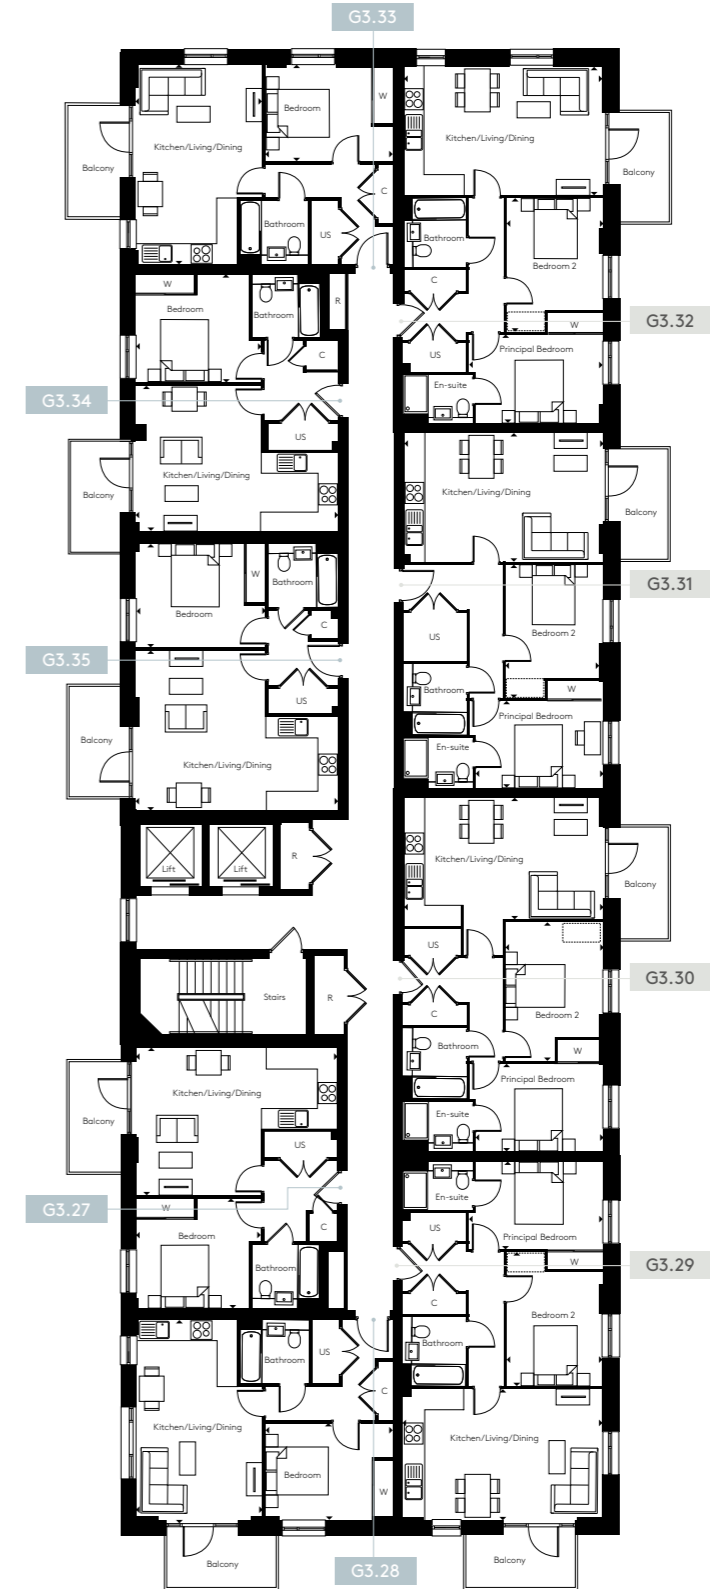 G3.33
Bedroom
W
Kitchen/Living/Dining
Kitchen/Living/Dining
Balcony
Balcony
C
Bathroom
US
Bathroom
Bedroom 2
C
W
R
Bedroom
Bathroom
G3.32
W
US
Principal Bedroom
C
En-suite
G3.34
US
Kitchen/Living/Dining
Kitchen/Living/Dining
Balcony
Balcony
W
Bathroom
G3.31
Bedroom
C
Bedroom 2
US
G3.35
US
Bathroom
W
Principal Bedroom
Balcony
En-suite
Kitchen/Living/Dining
Lift
Lift
R
Kitchen/Living/Dining
Balcony
US
G3.30
Stairs
R
C
Bedroom 2
Bathroom
W
Principal Bedroom
Kitchen/Living/Dining
Balcony
En-suite
US
G3.27
W
C
Bedroom
Bathroom
En-suite
US
Principal Bedroom
W
G3.29
C
Bedroom 2
Bathroom
US
Bathroom
C
Kitchen/Living/Dining
Kitchen/Living/Dining
Bedroom
W
Balcony
Balcony
G3.28